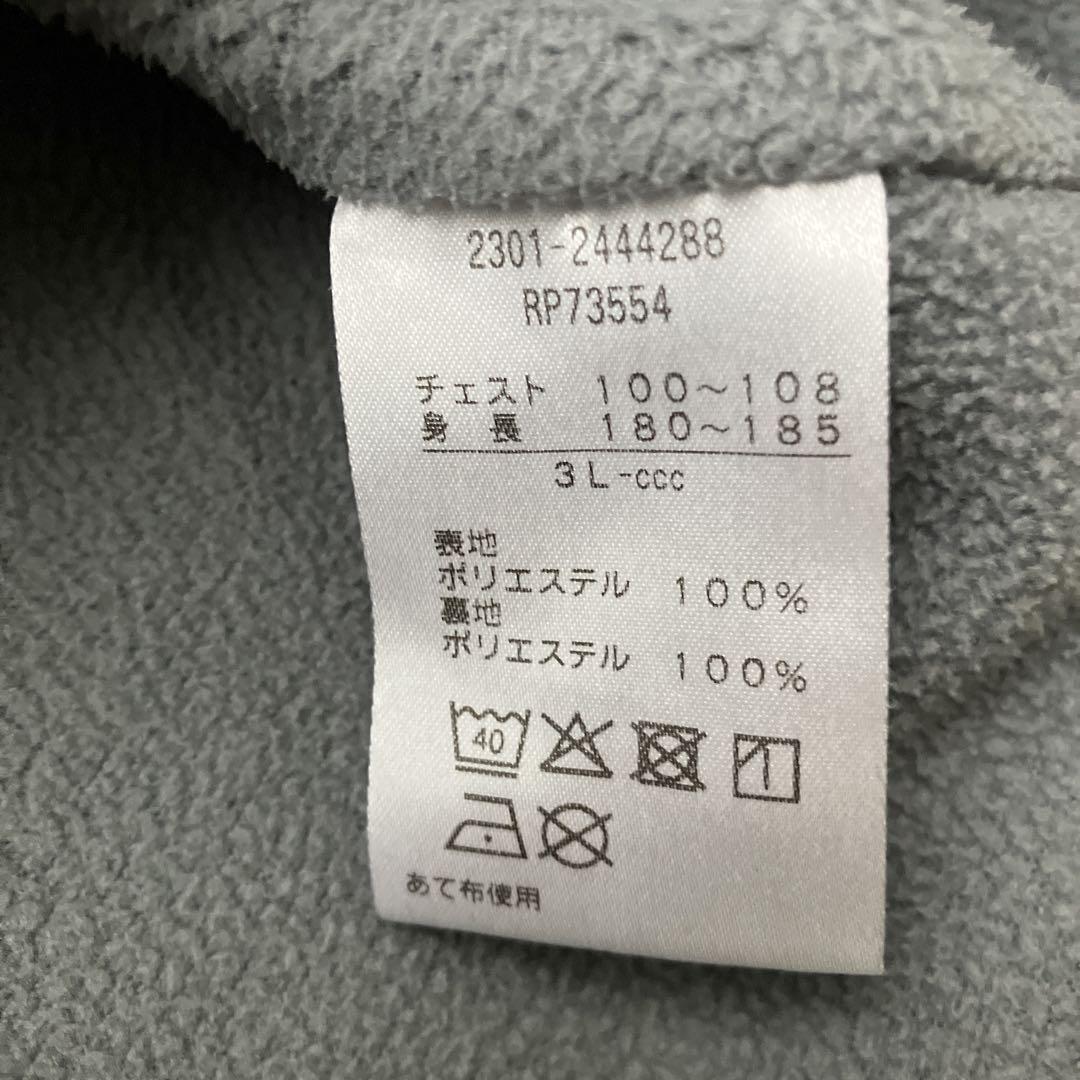 2301-2444288
RP73554
チェスト 100～108
身長 180～185
3L-ccc
表地
ポリエステル 100%
裏地
ポリエステル 100%
40
あて布使用